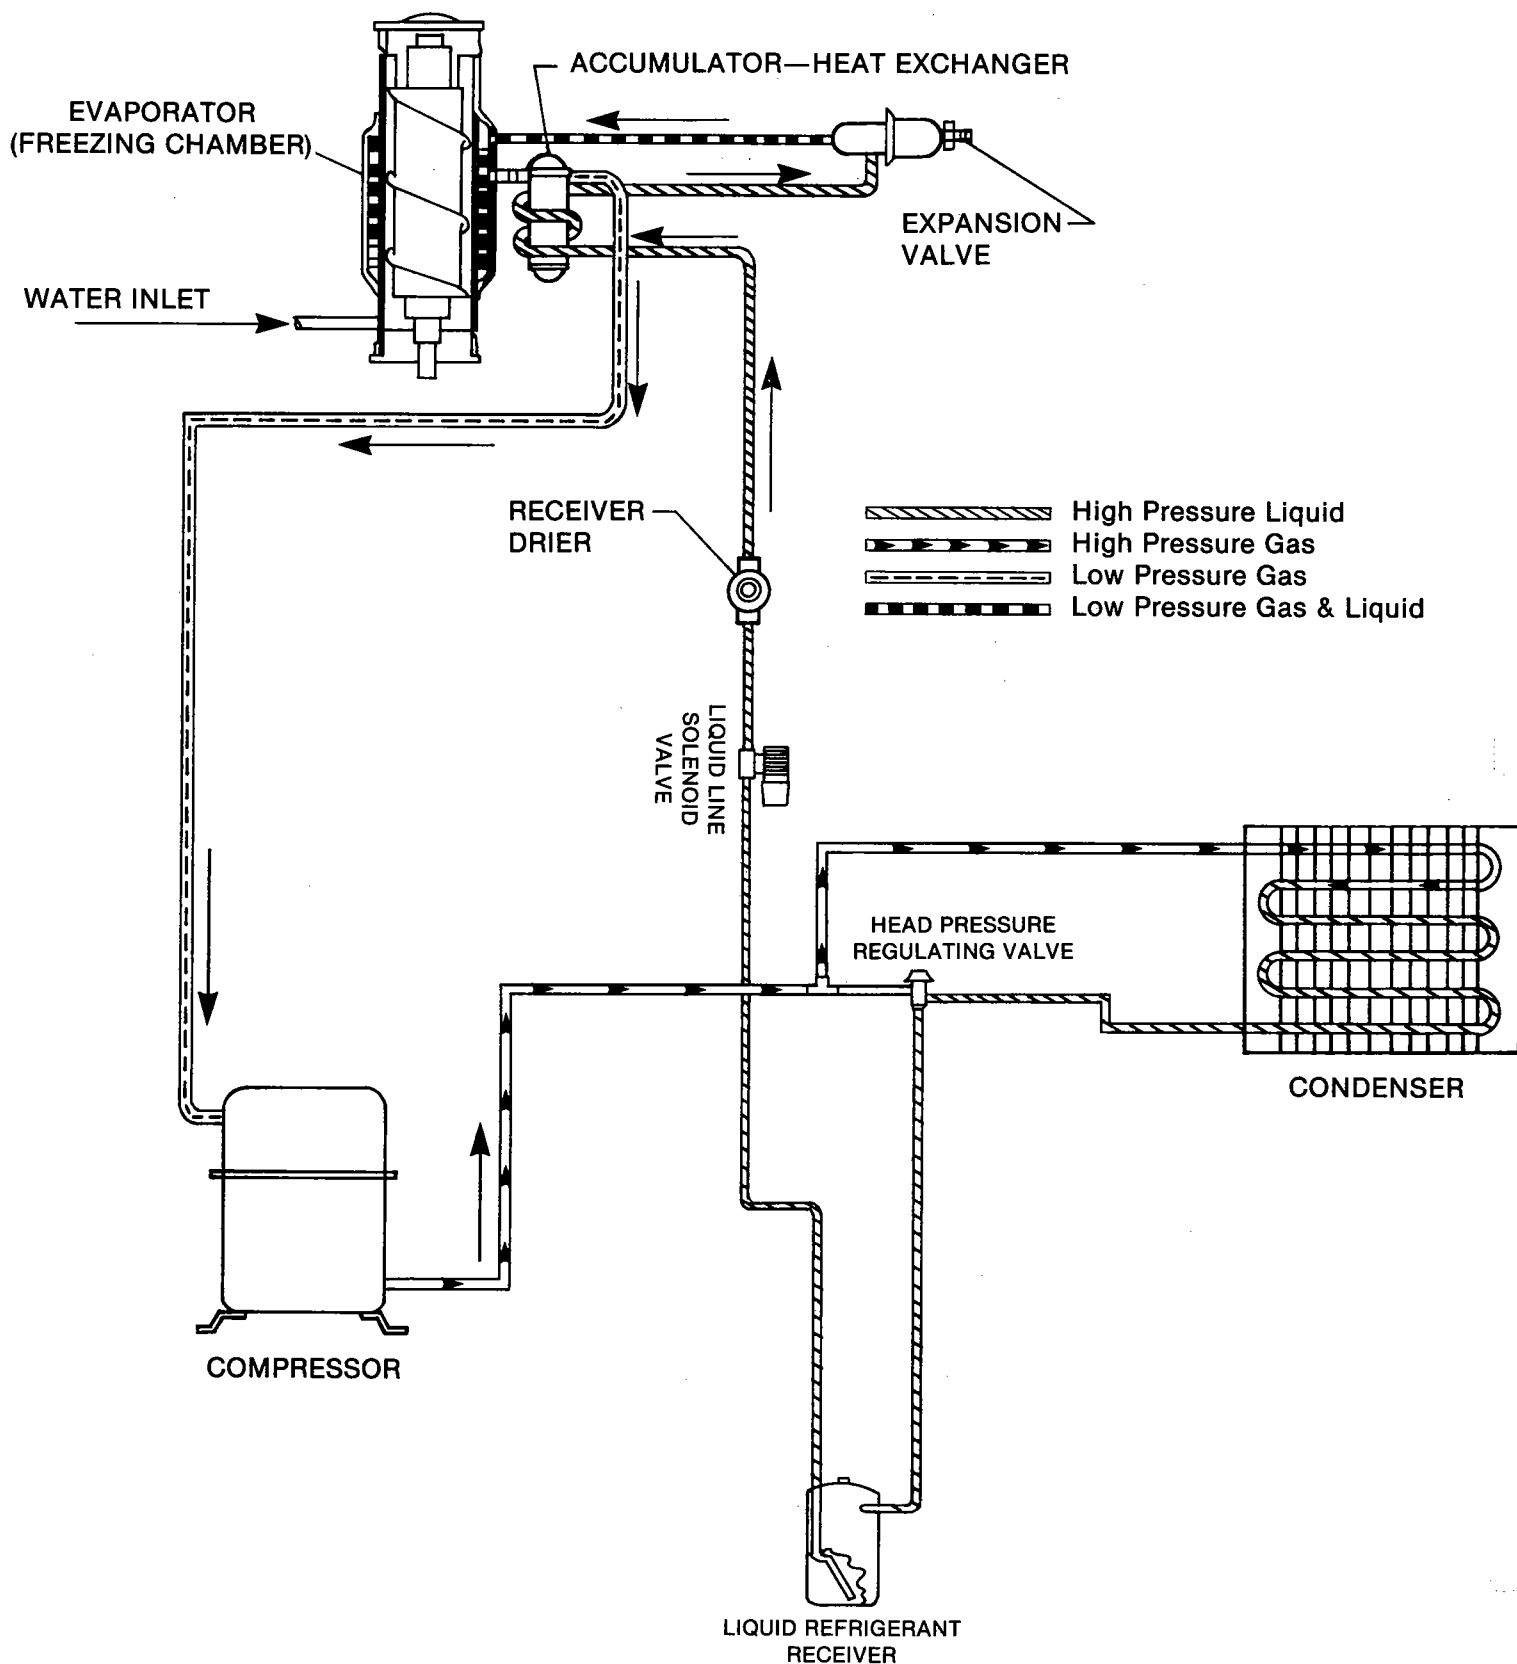 ACCUMULATOR—HEAT EXCHANGER
EVAPORATOR
(FREEZING CHAMBER)
EXPANSION
VALVE
WATER INLET
RECEIVER
DRIER
High Pressure Liquid
High Pressure Gas
Low Pressure Gas
Low Pressure Gas & Liquid
LIQUID LINE
SOLENOID
VALVE
HEAD PRESSURE
REGULATING VALVE
CONDENSER
COMPRESSOR
LIQUID REFRIGERANT
RECEIVER